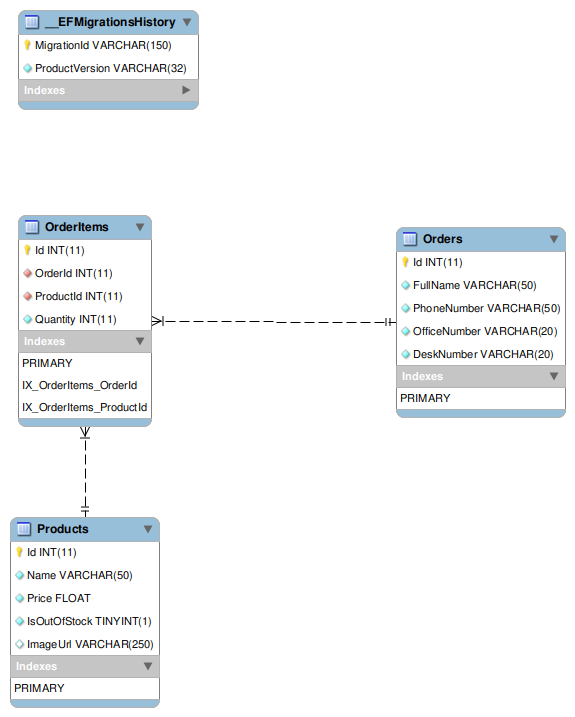 __EFMigrationsHistory
MigrationId VARCHAR(150)
ProductVersion VARCHAR(32)
Indexes
OrderItems
Id INT(11)
OrderId INT(11)
ProductId INT(11)
Quantity INT(11)
Indexes
PRIMARY
IX_OrderItems_OrderId
IX_OrderItems_ProductId
Orders
Id INT(11)
FullName VARCHAR(50)
PhoneNumber VARCHAR(50)
OfficeNumber VARCHAR(20)
DeskNumber VARCHAR(20)
Indexes
PRIMARY
Products
Id INT(11)
Name VARCHAR(50)
Price FLOAT
IsOutOfStock TINYINT(1)
ImageUrl VARCHAR(250)
Indexes
PRIMARY